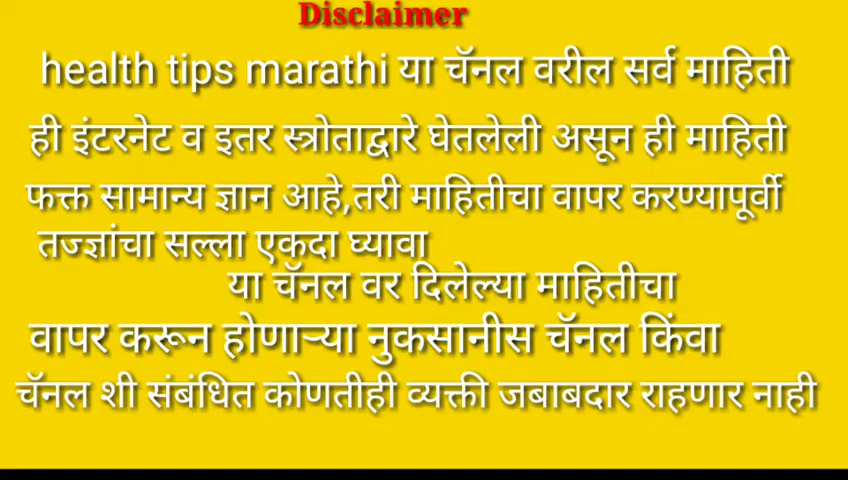 Disclaimer
health tips marathi या चॅनल वरील सर्व माहिती
ही इंटरनेट व इतर स्त्रोताद्वारे घेतलेली असून ही माहिती
फक्त सामान्य ज्ञान आहे,तरी माहितीचा वापर करण्यापूर्वी
तज्ज्ञांचा सल्ला एकदा घ्यावा
या चॅनल वर दिलेल्या माहितीचा
वापर करून होणाऱ्या नुकसानीस चॅनल किंवा
चॅनल शी संबंधित कोणतीही व्यक्ती जबाबदार राहणार नाही